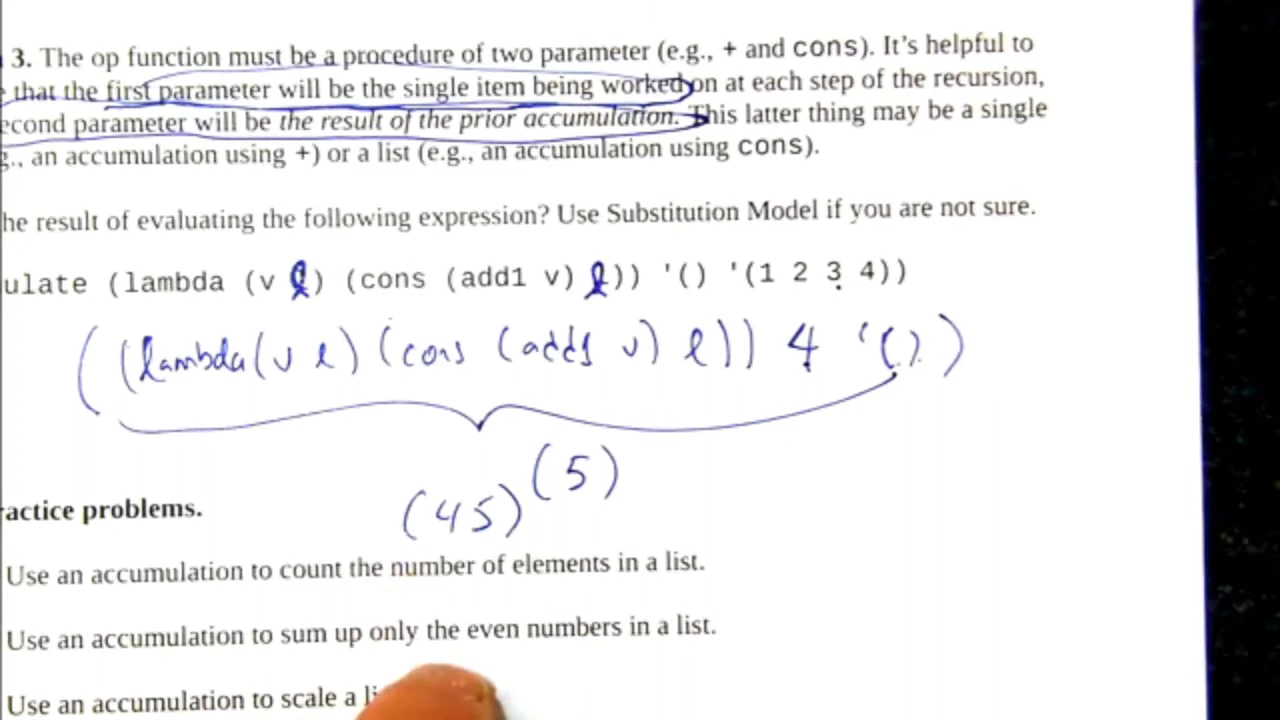 3. The op function must be a procedure of two parameter (e.g., + and cons). It's helpful to
that the first parameter will be the single item being worked on at each step of the recursion,
econd parameter will be the result of the prior accumulation. This latter thing may be a single
g., an accumulation using +) or a list (e.g., an accumulation using cons).
he result of evaluating the following expression? Use Substitution Model if you are not sure.
ulate (lambda (v l) (cons (add1 v) l)) '() '(1 2 3 4))
((lambda (v l) (cons (add1 v) l)) 4 '())
(5)
(4 5)
actice problems.
Use an accumulation to count the number of elements in a list.
Use an accumulation to sum up only the even numbers in a list.
Use an accumulation to scale a li